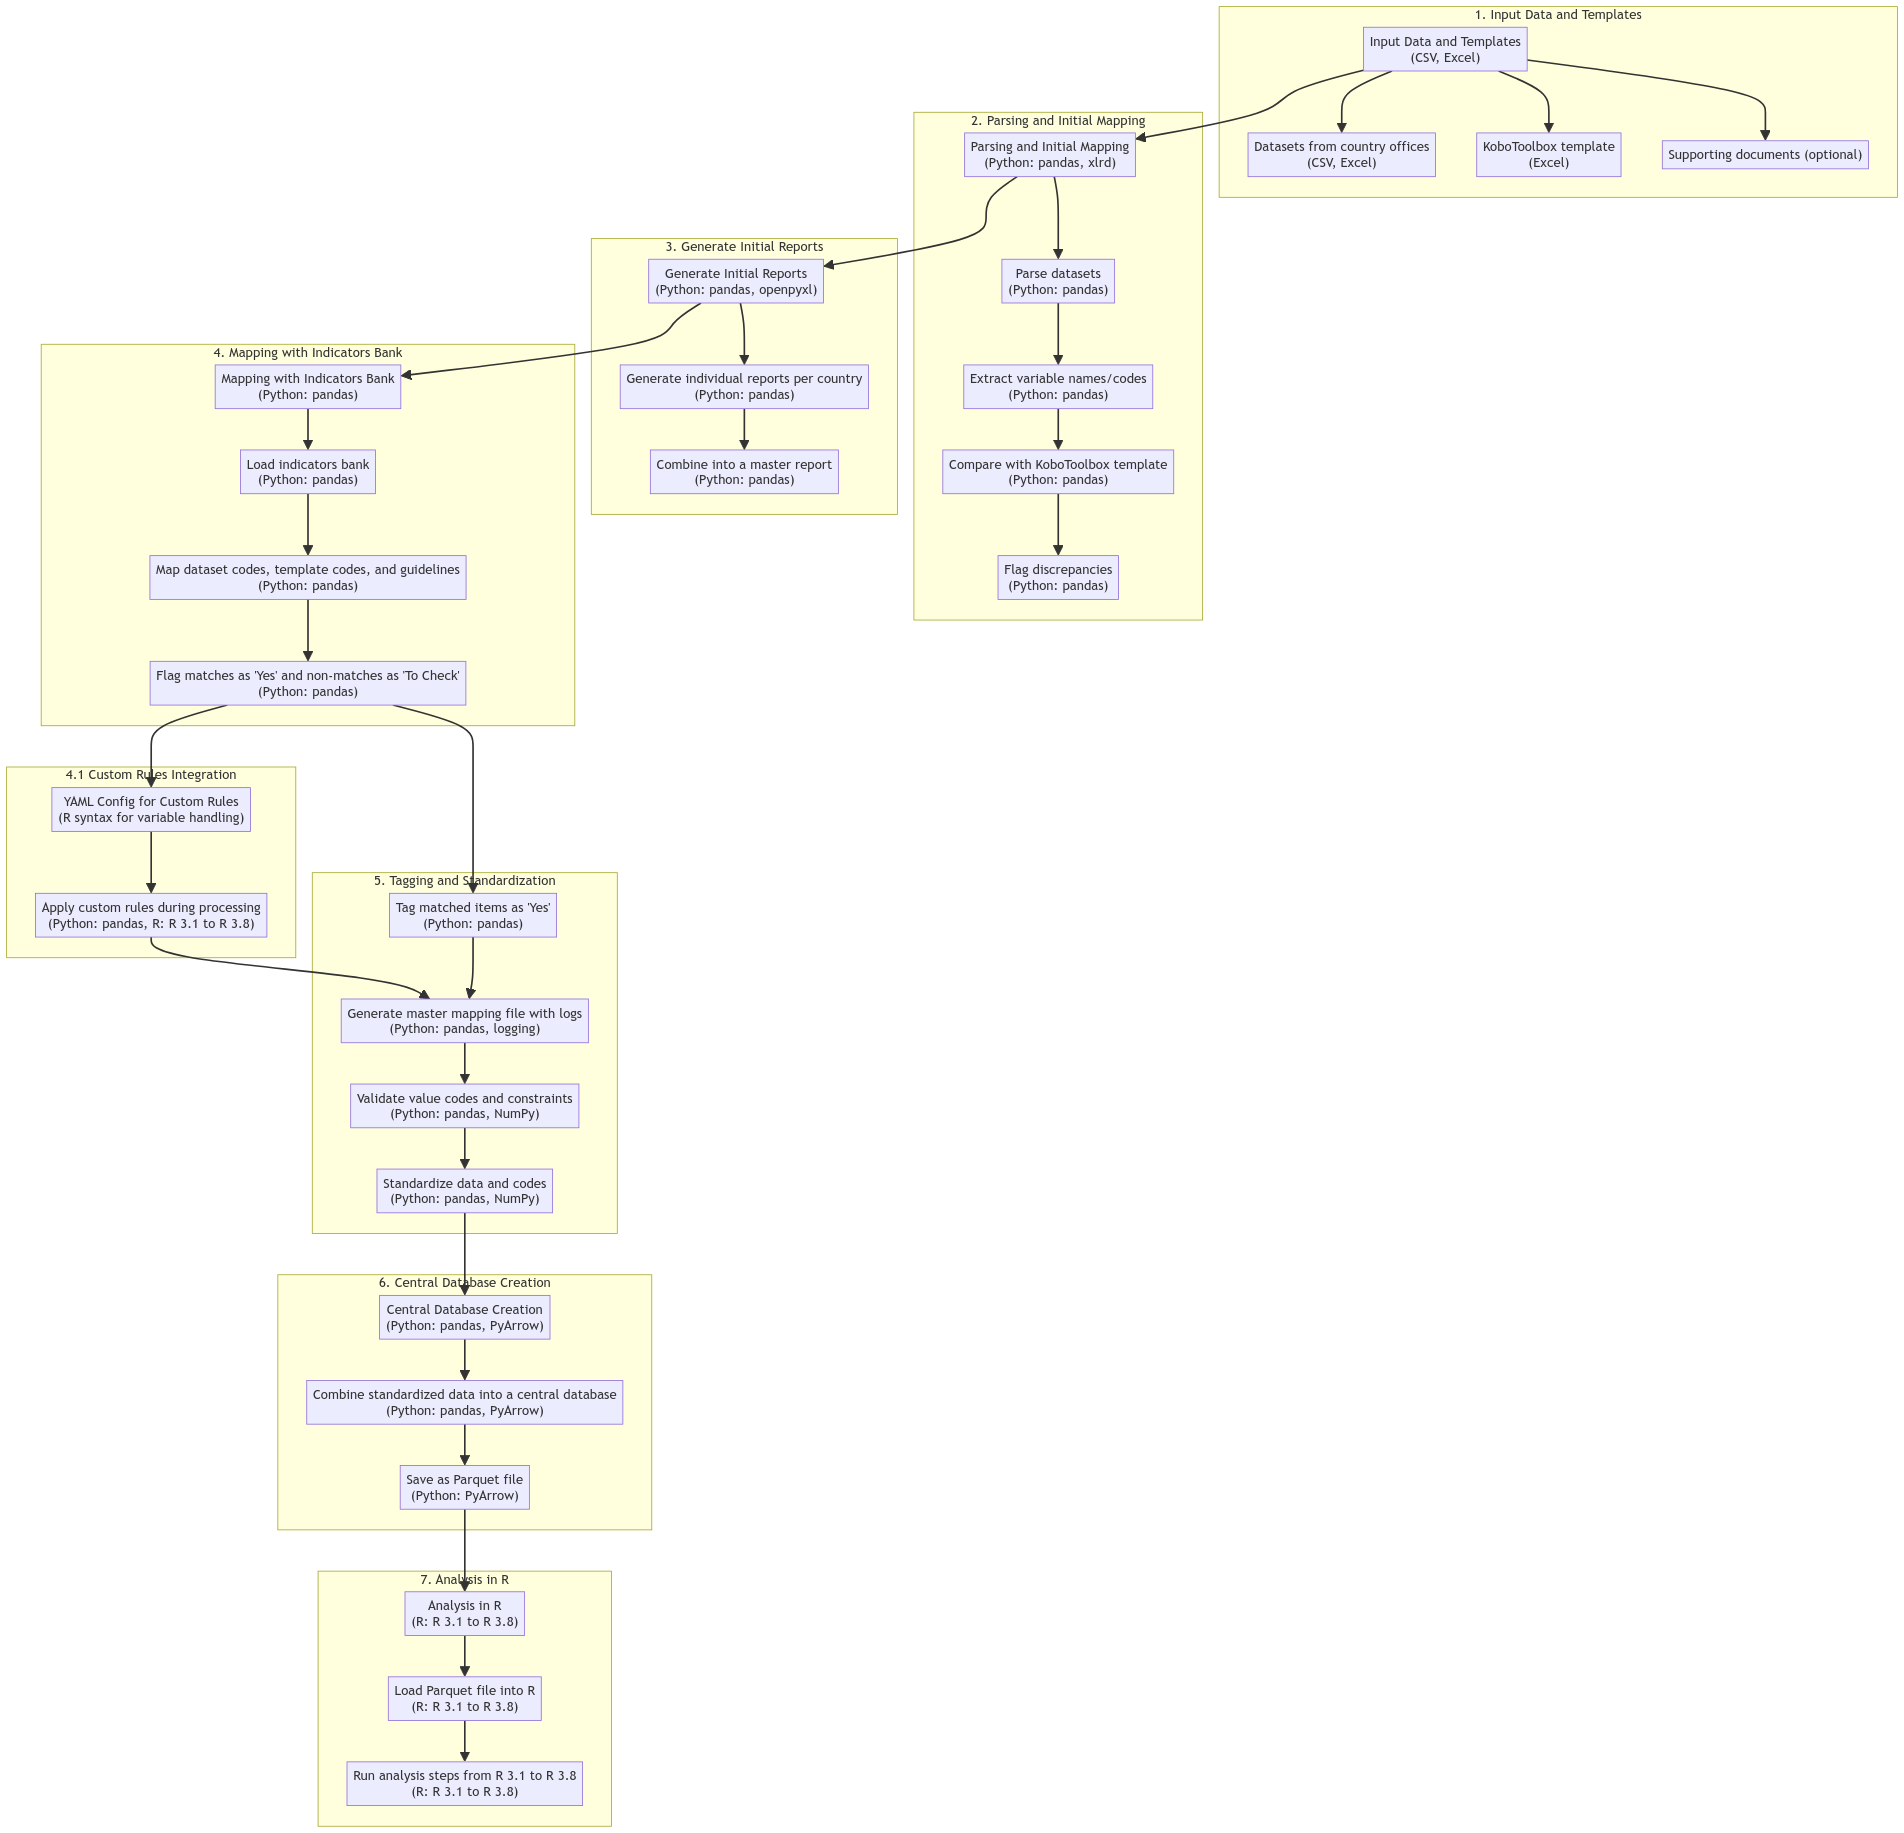 1. Input Data and Templates
Input Data and Templates
(CSV, Excel)
Datasets from country offices
(CSV, Excel)
KoboToolbox template
(Excel)
Supporting documents (optional)
2. Parsing and Initial Mapping
Parsing and Initial Mapping
(Python: pandas, xlrd)
Parse datasets
(Python: pandas)
Extract variable names/codes
(Python: pandas)
Compare with KoboToolbox template
(Python: pandas)
Flag discrepancies
(Python: pandas)
3. Generate Initial Reports
Generate Initial Reports
(Python: pandas, openpyxl)
Generate individual reports per country
(Python: pandas)
Combine into a master report
(Python: pandas)
4. Mapping with Indicators Bank
Mapping with Indicators Bank
(Python: pandas)
Load indicators bank
(Python: pandas)
Map dataset codes, template codes, and guidelines
(Python: pandas)
Flag matches as 'Yes' and non-matches as 'To Check'
(Python: pandas)
4.1 Custom Rules Integration
YAML Config for Custom Rules
(R syntax for variable handling)
Apply custom rules during processing
(Python: pandas, R: R 3.1 to R 3.8)
5. Tagging and Standardization
Tag matched items as 'Yes'
(Python: pandas)
Generate master mapping file with logs
(Python: pandas, logging)
Validate value codes and constraints
(Python: pandas, NumPy)
Standardize data and codes
(Python: pandas, NumPy)
6. Central Database Creation
Central Database Creation
(Python: pandas, PyArrow)
Combine standardized data into a central database
(Python: pandas, PyArrow)
Save as Parquet file
(Python: PyArrow)
7. Analysis in R
Analysis in R
(R: R 3.1 to R 3.8)
Load Parquet file into R
(R: R 3.1 to R 3.8)
Run analysis steps from R 3.1 to R 3.8
(R: R 3.1 to R 3.8)